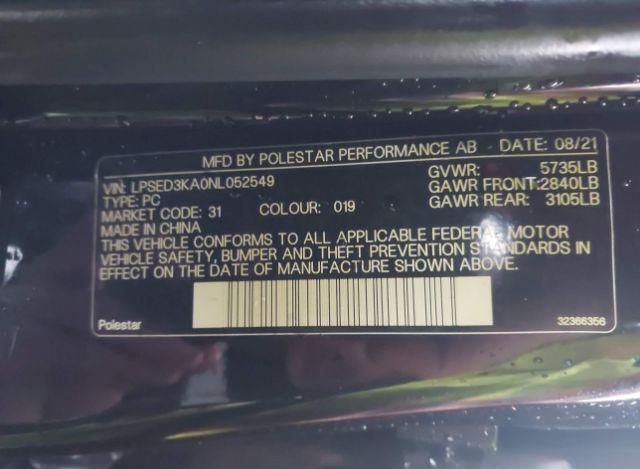 MFD BY POLESTAR PERFORMANCE AB DATE: 08/21
VIN: LPSED3KA0NL052549 GVWR: 5735LB
TYPE: PC GAWR FRONT:2840LB
MARKET CODE: 31 COLOUR: 019 GAWR REAR: 3105LB
MADE IN CHINA
THIS VEHICLE CONFORMS TO ALL APPLICABLE FEDERAL MOTOR
VEHICLE SAFETY, BUMPER AND THEFT PREVENTION STANDARDS IN
EFFECT ON THE DATE OF MANUFACTURE SHOWN ABOVE.
Polestar 32366356